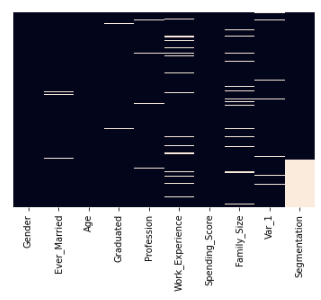 Gender
Ever_Married
Age
Graduated
Profession
Work_Experience
Spending_Score
Family_Size
Var_1
Segmentation